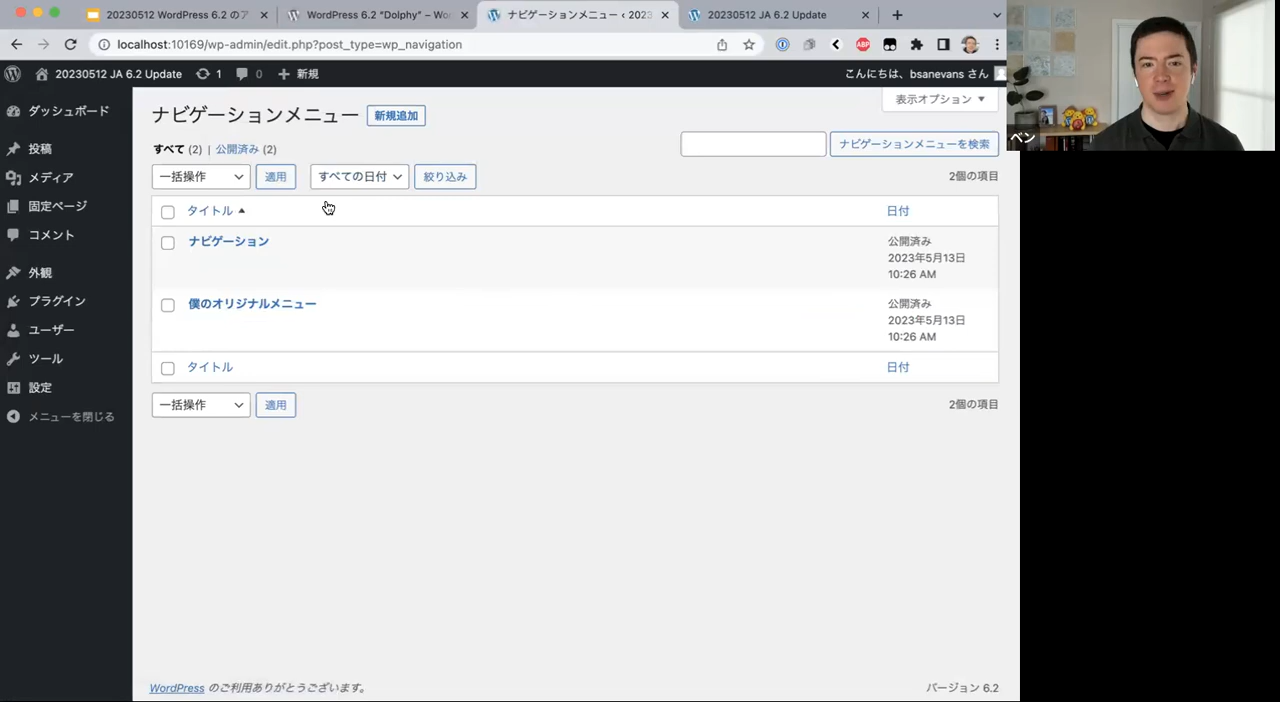 20230512 WordPress 6.2 のア
WordPress 6.2 "Dolphy" – Wo
ナビゲーションメニュー ‹ 2023
20230512 JA 6.2 Update
localhost:10169/wp-admin/edit.php?post_type=wp_navigation
ABP
20230512 JA 6.2 Update 1 0 新規
こんにちは、bsanevans さん
ベン
ダッシュボード
投稿
メディア
固定ページ
コメント
外観
プラグイン
ユーザー
ツール
設定
メニューを閉じる
ナビゲーションメニュー 新規追加
表示オプション ▼
すべて (2) | 公開済み (2)
ナビゲーションメニューを検索
一括操作 適用 すべての日付 絞り込み
2個の項目
タイトル ▲ 日付
ナビゲーション
公開済み
2023年5月13日
10:26 AM
僕のオリジナルメニュー
公開済み
2023年5月13日
10:26 AM
タイトル 日付
一括操作 適用
2個の項目
WordPress のご利用ありがとうございます。
バージョン 6.2